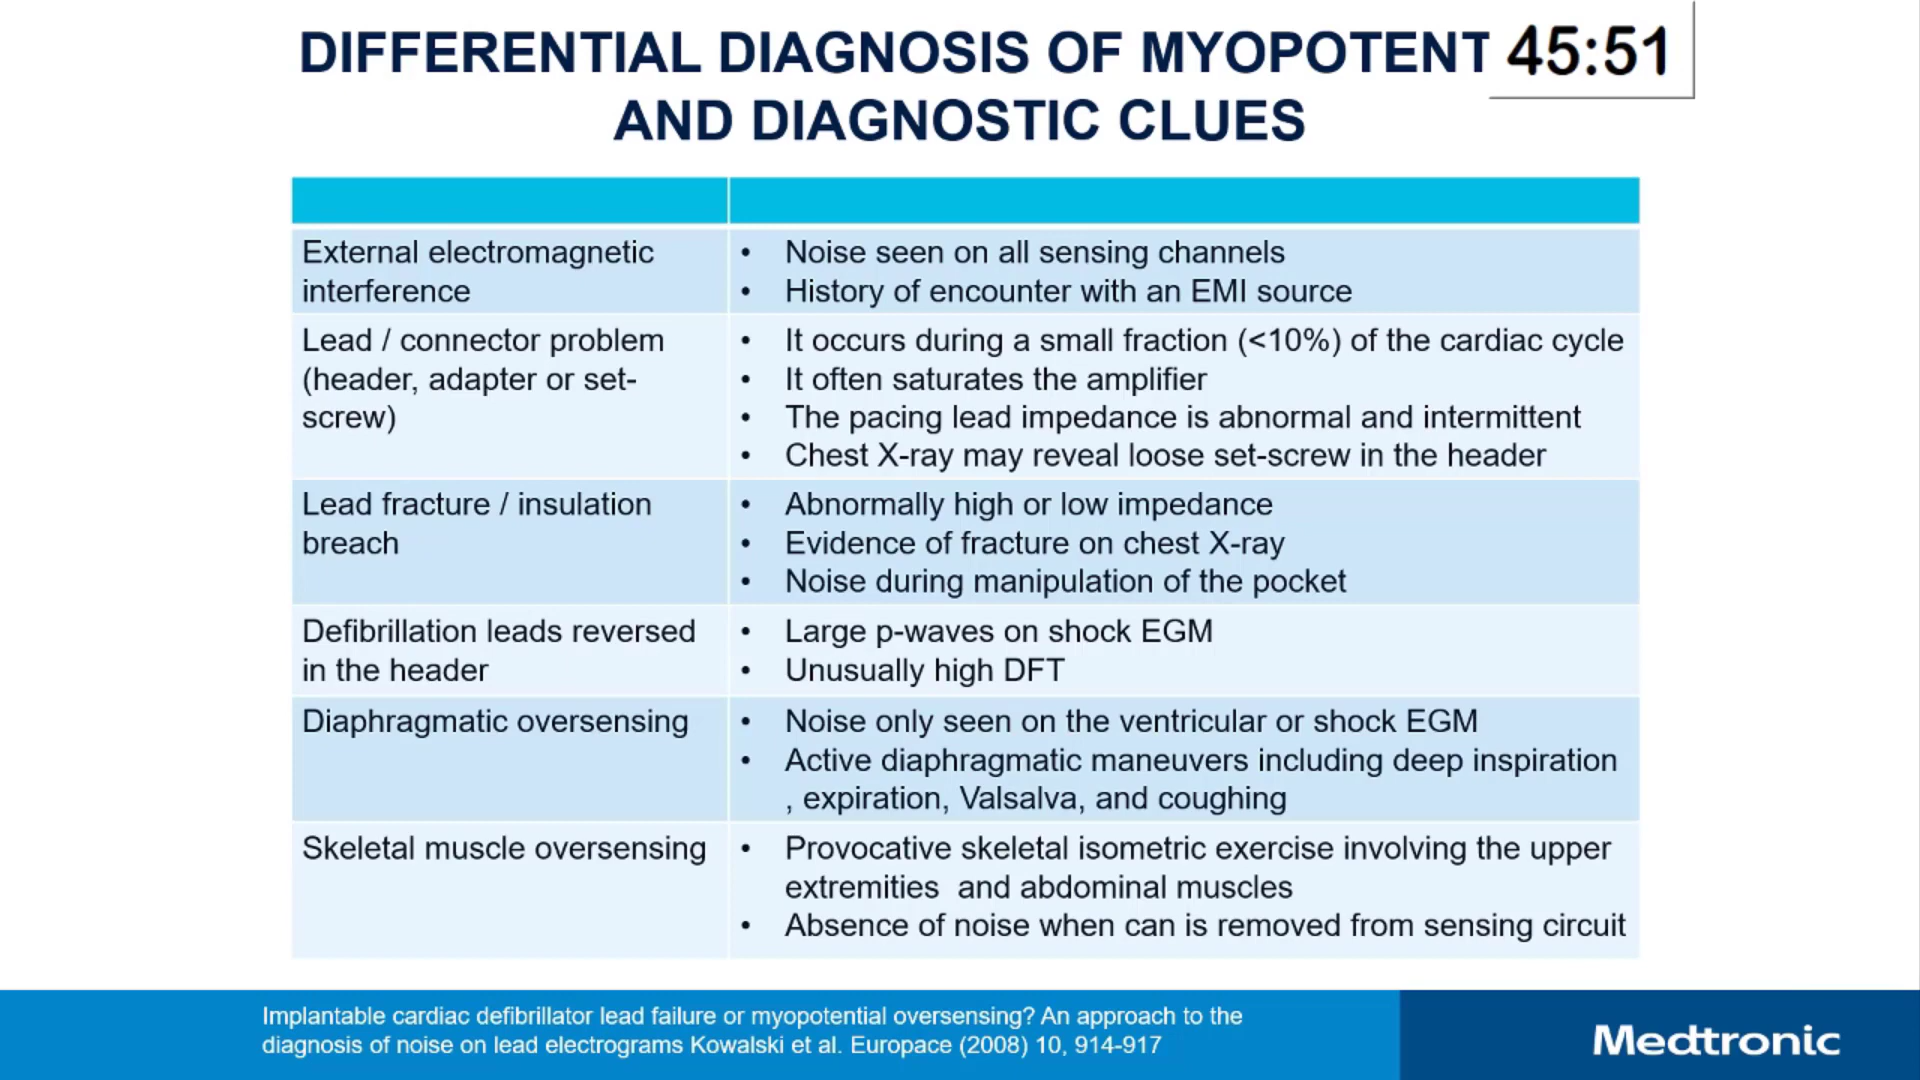 DIFFERENTIAL DIAGNOSIS OF MYOPOTENT
45:51
AND DIAGNOSTIC CLUES
External electromagnetic
interference
• Noise seen on all sensing channels
• History of encounter with an EMI source
Lead / connector problem
(header, adapter or set-
screw)
• It occurs during a small fraction (<10%) of the cardiac cycle
• It often saturates the amplifier
• The pacing lead impedance is abnormal and intermittent
• Chest X-ray may reveal loose set-screw in the header
Lead fracture / insulation
breach
• Abnormally high or low impedance
• Evidence of fracture on chest X-ray
• Noise during manipulation of the pocket
Defibrillation leads reversed
in the header
• Large p-waves on shock EGM
• Unusually high DFT
Diaphragmatic oversensing
• Noise only seen on the ventricular or shock EGM
• Active diaphragmatic maneuvers including deep inspiration
, expiration, Valsalva, and coughing
Skeletal muscle oversensing
• Provocative skeletal isometric exercise involving the upper
extremities  and abdominal muscles
• Absence of noise when can is removed from sensing circuit
Implantable cardiac defibrillator lead failure or myopotential oversensing? An approach to the
diagnosis of noise on lead electrograms Kowalski et al. Europace (2008) 10, 914-917
Medtronic